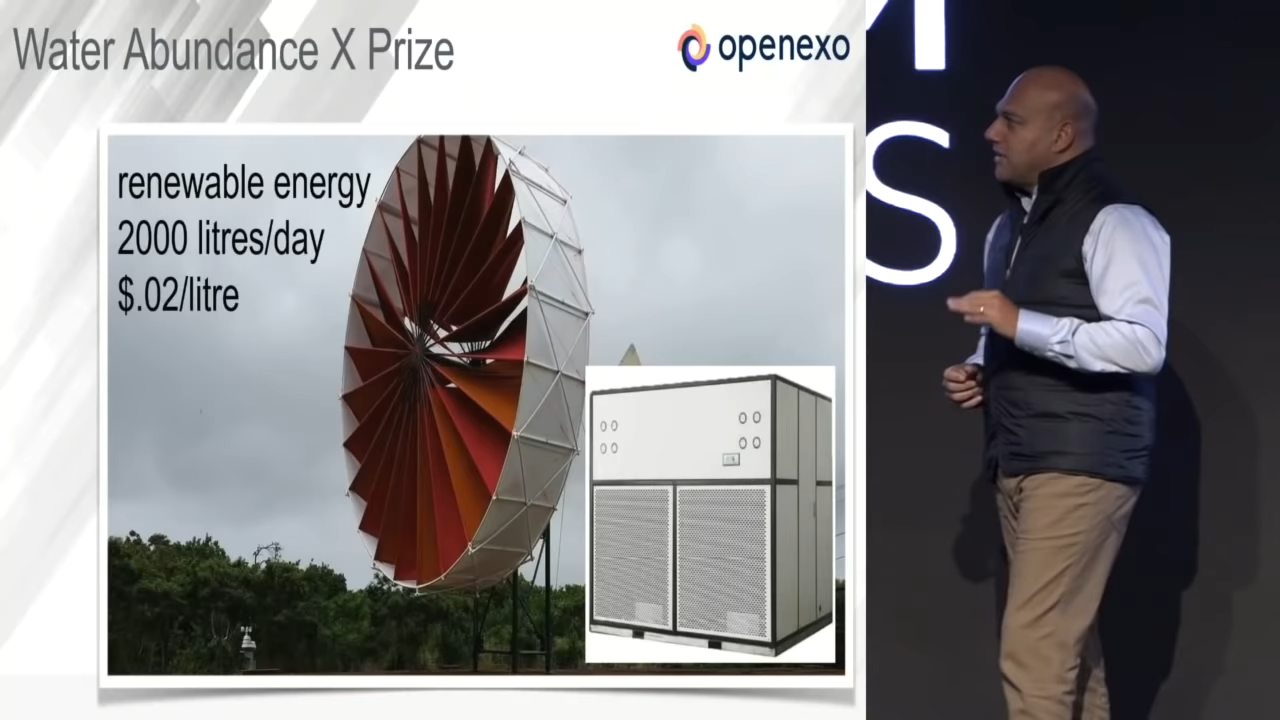 Water Abundance X Prize
openexo
renewable energy
2000 litres/day
$.02/litre
S